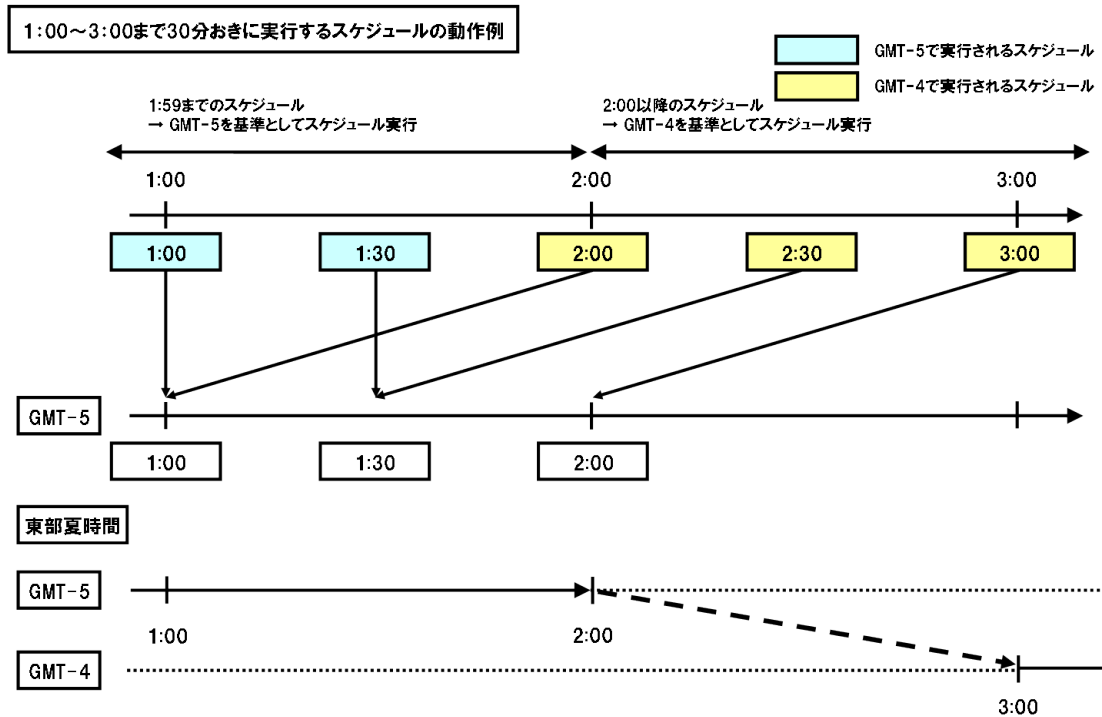 1:00~3:00まで30分おきに実行するスケジュールの動作例
GMT-5で実行されるスケジュール
GMT-4で実行されるスケジュール
1:59までのスケジュール
→ GMT-5を基準としてスケジュール実行
2:00以降のスケジュール
→ GMT-4を基準としてスケジュール実行
1:00 2:00 3:00
1:00 1:30 2:00 2:30 3:00
GMT-5
1:00 1:30 2:00
東部夏時間
GMT-5
1:00 2:00
GMT-4
3:00